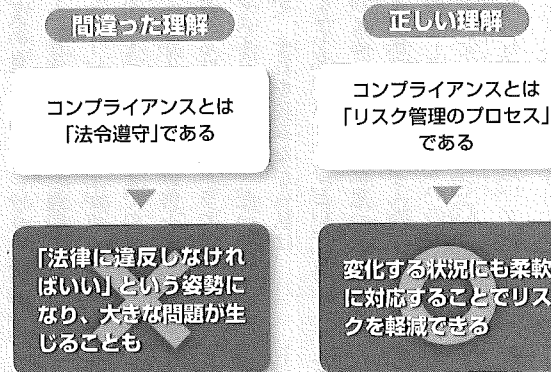 間違った理解
コンプライアンスとは
「法令遵守」である
「法律に違反しなけれ
ばいい」という姿勢に
なり、大きな問題が生
じることも
正しい理解
コンプライアンスとは
「リスク管理のプロセス」
である
変化する状況にも柔軟
に対応することでリス
クを軽減できる